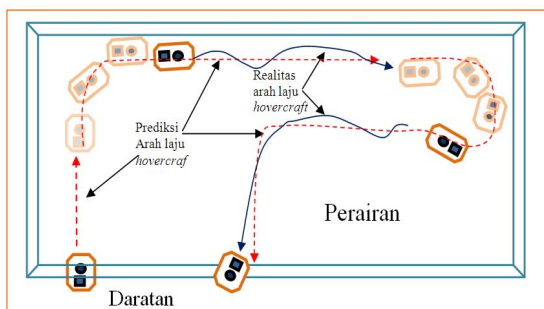 Realitas
arah laju
hovercraft
Prediksi
Arah laju
hovercraf
Perairan
Daratan